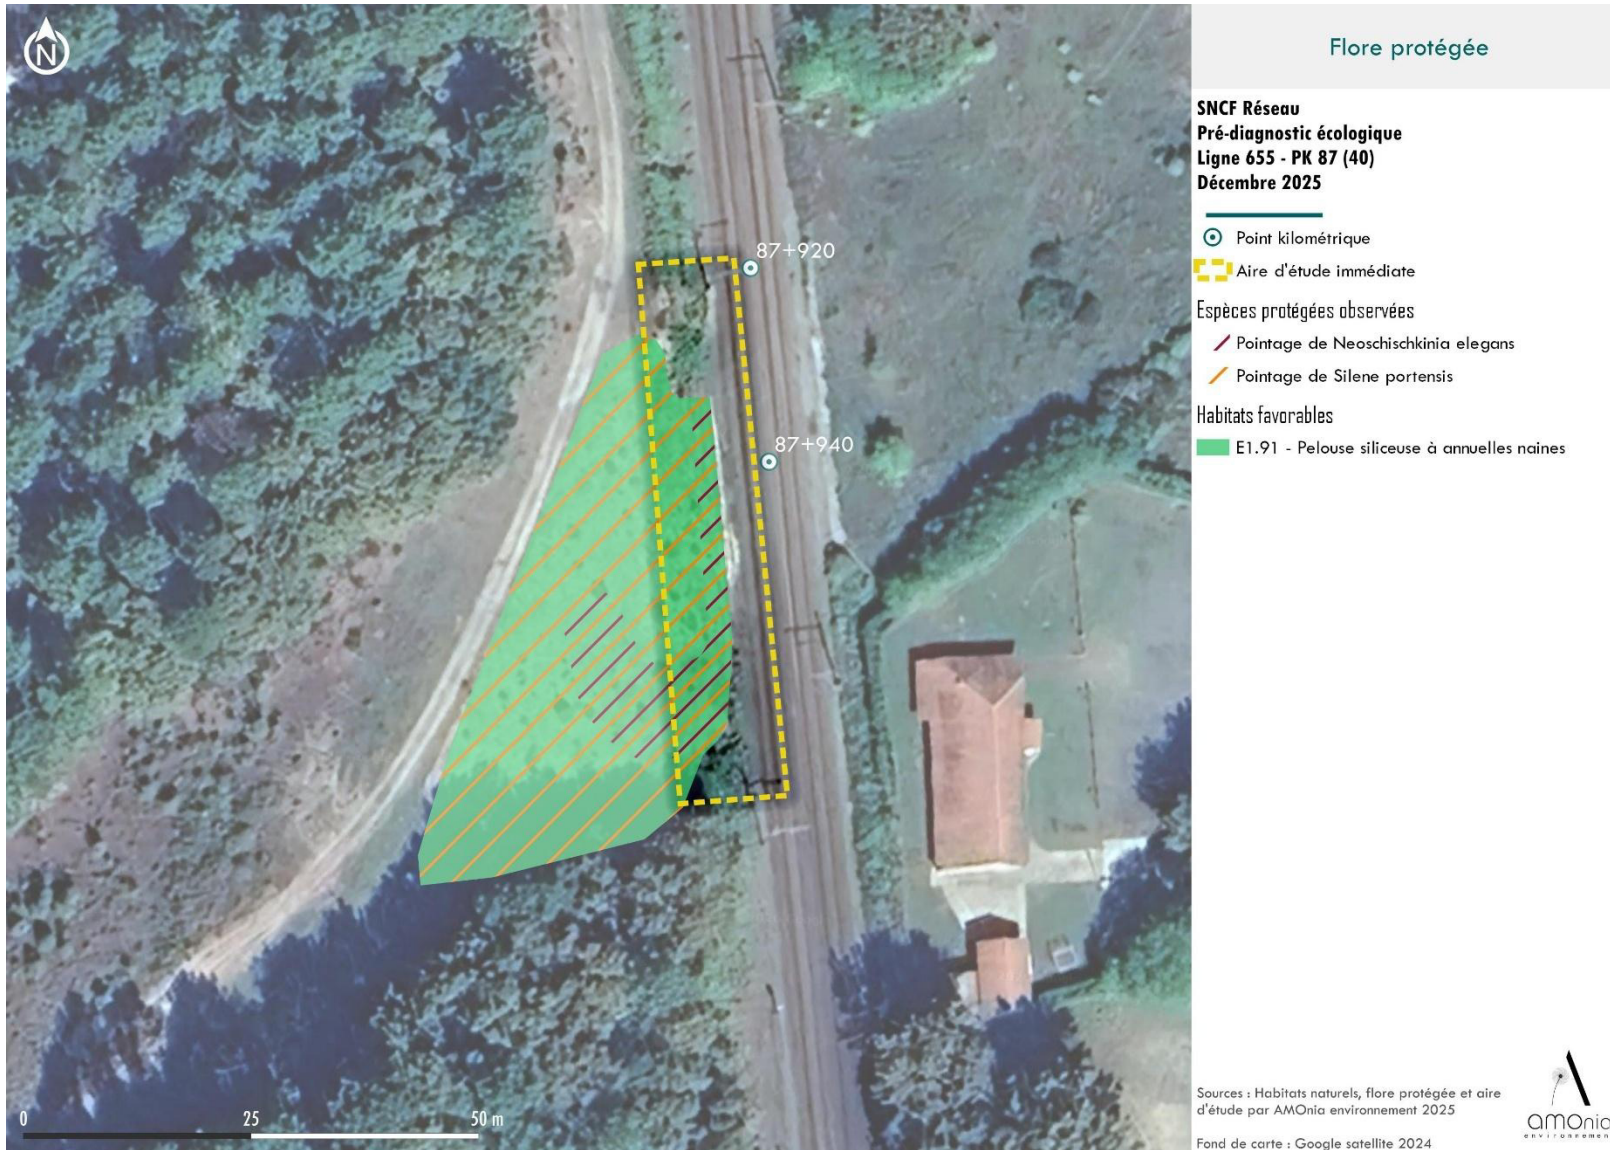 N
Flore protégée
SNCF Réseau
Pré-diagnostic écologique
Ligne 655 - PK 87 (40)
Décembre 2025
Point kilométrique
Aire d'étude immédiate
Espèces protégées observées
Pointage de Neoschischkinia elegans
Pointage de Silene portensis
Habitats favorables
E1.91 - Pelouse siliceuse à annuelles naines
87+920
87+940
0 25 50 m
Sources : Habitats naturels, flore protégée et aire
d'étude par AMOnia environnement 2025
Fond de carte : Google satellite 2024
amonia
environnement